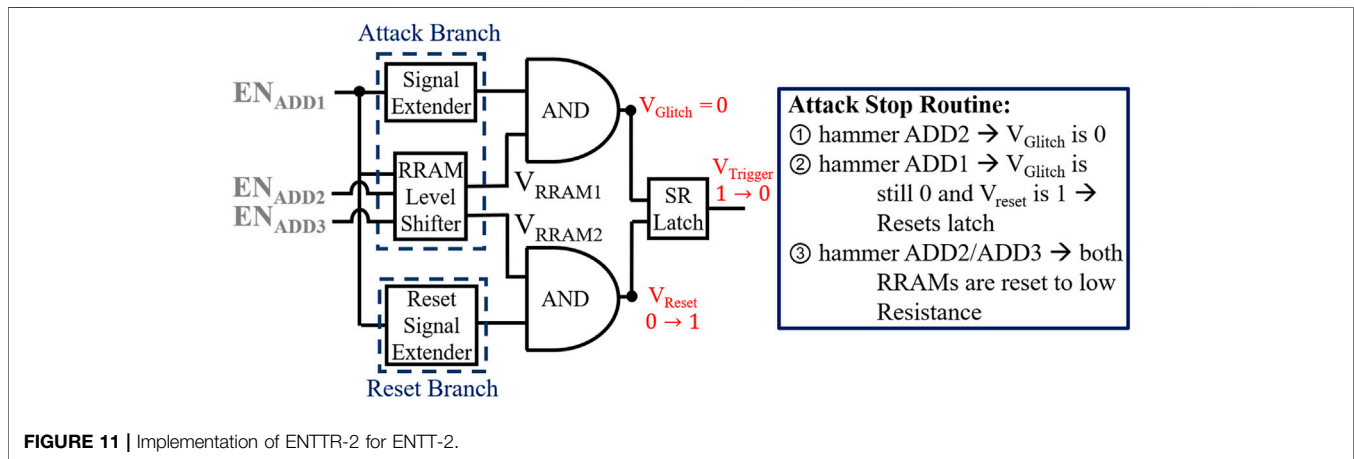 Attack Branch
EN_ADD1
Signal
Extender
AND
V_Glitch = 0
EN_ADD2
EN_ADD3
RRAM
Level
Shifter
V_RRAM1
V_RRAM2
SR
Latch
V_Trigger
1 → 0
Reset
Signal
Extender
AND
V_Reset
0 → 1
Reset Branch
Attack Stop Routine:
① hammer ADD2 → V_Glitch is 0
② hammer ADD1 → V_Glitch is
still 0 and V_reset is 1 →
Resets latch
③ hammer ADD2/ADD3 → both
RRAMs are reset to low
Resistance
FIGURE 11 | Implementation of ENTTR-2 for ENTT-2.